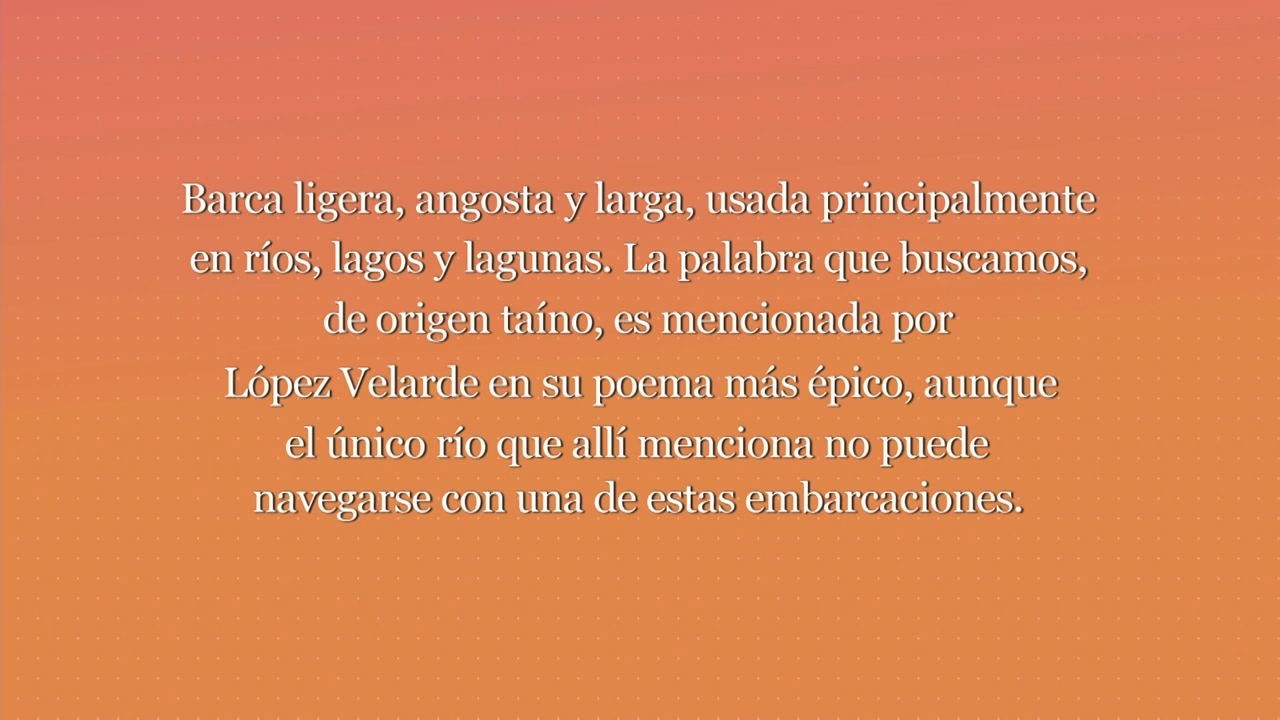 Barca ligera, angosta y larga, usada principalmente
en ríos, lagos y lagunas. La palabra que buscamos,
de origen taíno, es mencionada por
López Velarde en su poema más épico, aunque
el único río que allí menciona no puede
navegarse con una de estas embarcaciones.